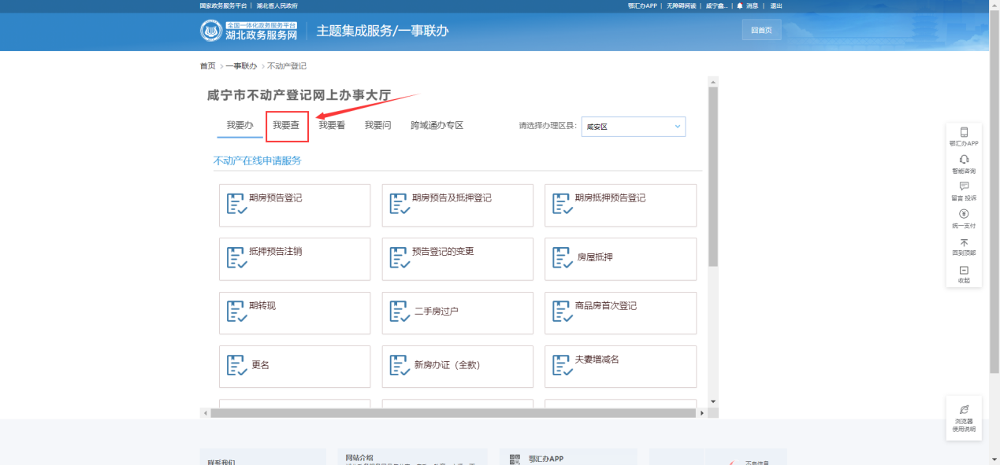 国家政务服务平台 | 湖北省人民政府
鄂汇办APP | 无障碍阅读 | 咸宁鑫... | 消息 | 退出
全国一体化政务服务平台
湖北政务服务网
主题集成服务/一事联办
回首页
首页 > 一事联办 > 不动产登记
咸宁市不动产登记网上办事大厅
我要办 我要查 我要看 我要问 跨域通办专区
请选择办理区县: 咸安区
不动产在线申请服务
期房预告登记 期房预告及抵押登记 期房抵押预告登记
抵押预告注销 预告登记的变更 房屋抵押
期转现 二手房过户 商品房首次登记
更名 新房办证（全款） 夫妻增减名
鄂汇办APP
智能咨询
留言 投诉
统一支付
回到顶部
收起
浏览器
使用说明
联系我们
网站介绍
鄂汇办APP